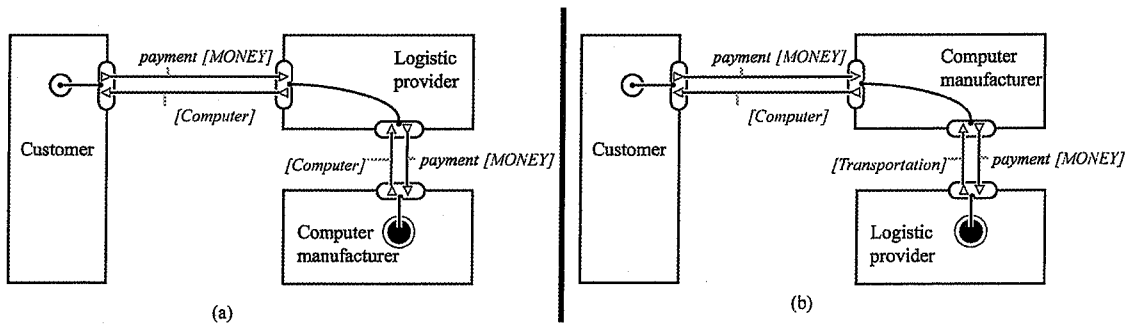 payment [MONEY]
Logistic
provider
[Computer]
Customer
[Computer]
payment [MONEY]
Computer
manufacturer
(a)
payment [MONEY]
Computer
manufacturer
[Computer]
Customer
[Transportation]
payment [MONEY]
Logistic
provider
(b)